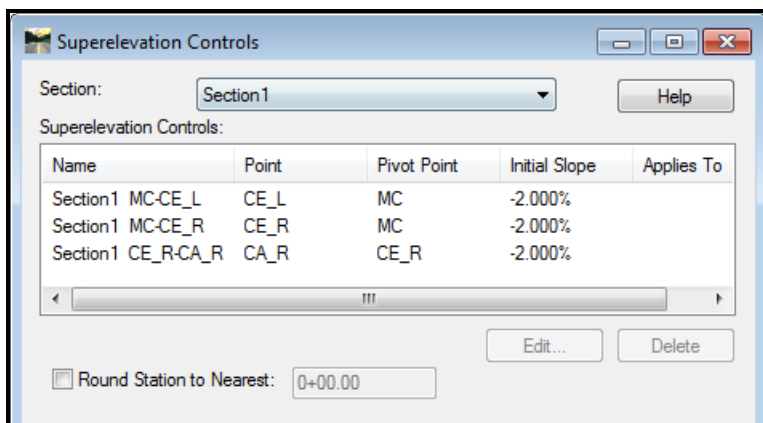 Superelevation Controls
Section: Section1 Help
Superelevation Controls:
Name Point Pivot Point Initial Slope Applies To
Section1 MC-CE_L CE_L MC -2.000%
Section1 MC-CE_R CE_R MC -2.000%
Section1 CE_R-CA_R CA_R CE_R -2.000%
Edit... Delete
Round Station to Nearest: 0+00.00